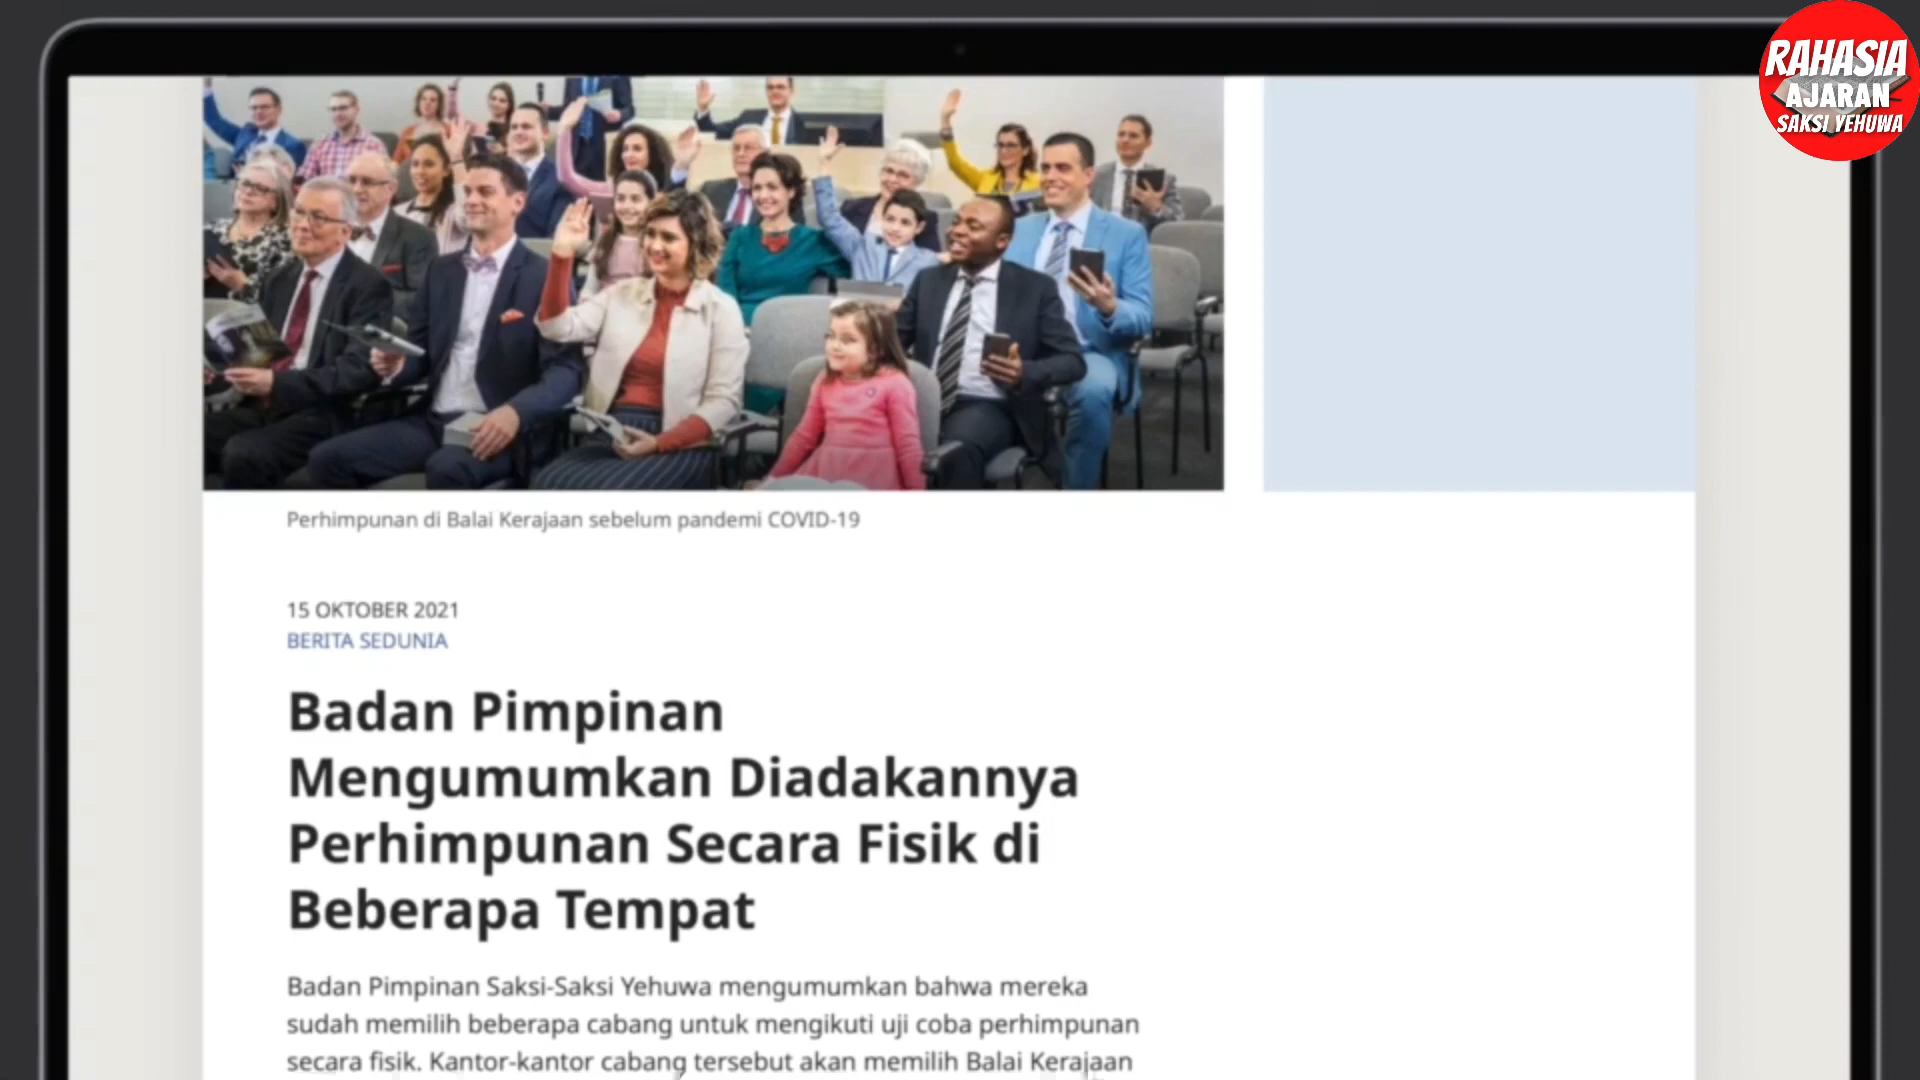 RAHASIA
AJARAN
SAKSI YEHUWA
Perhimpunan di Balai Kerajaan sebelum pandemi COVID-19
15 OKTOBER 2021
BERITA SEDUNIA
Badan Pimpinan
Mengumumkan Diadakannya
Perhimpunan Secara Fisik di
Beberapa Tempat
Badan Pimpinan Saksi-Saksi Yehuwa mengumumkan bahwa mereka
sudah memilih beberapa cabang untuk mengikuti uji coba perhimpunan
secara fisik. Kantor-kantor cabang tersebut akan memilih Balai Kerajaan